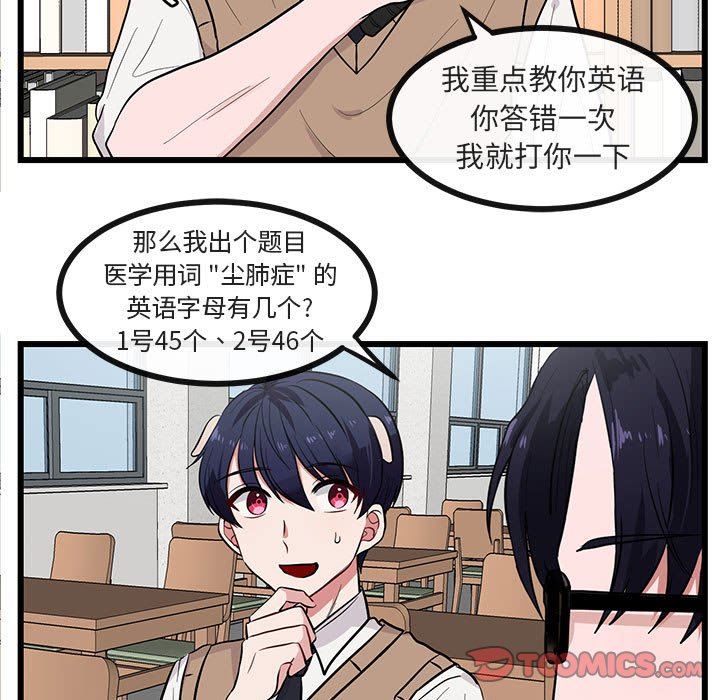 我重点教你英语
你答错一次
我就打你一下
那么我出个题目
医学用词 "尘肺症" 的
英语字母有几个?
1号45个、2号46个
TOOMICS.COM